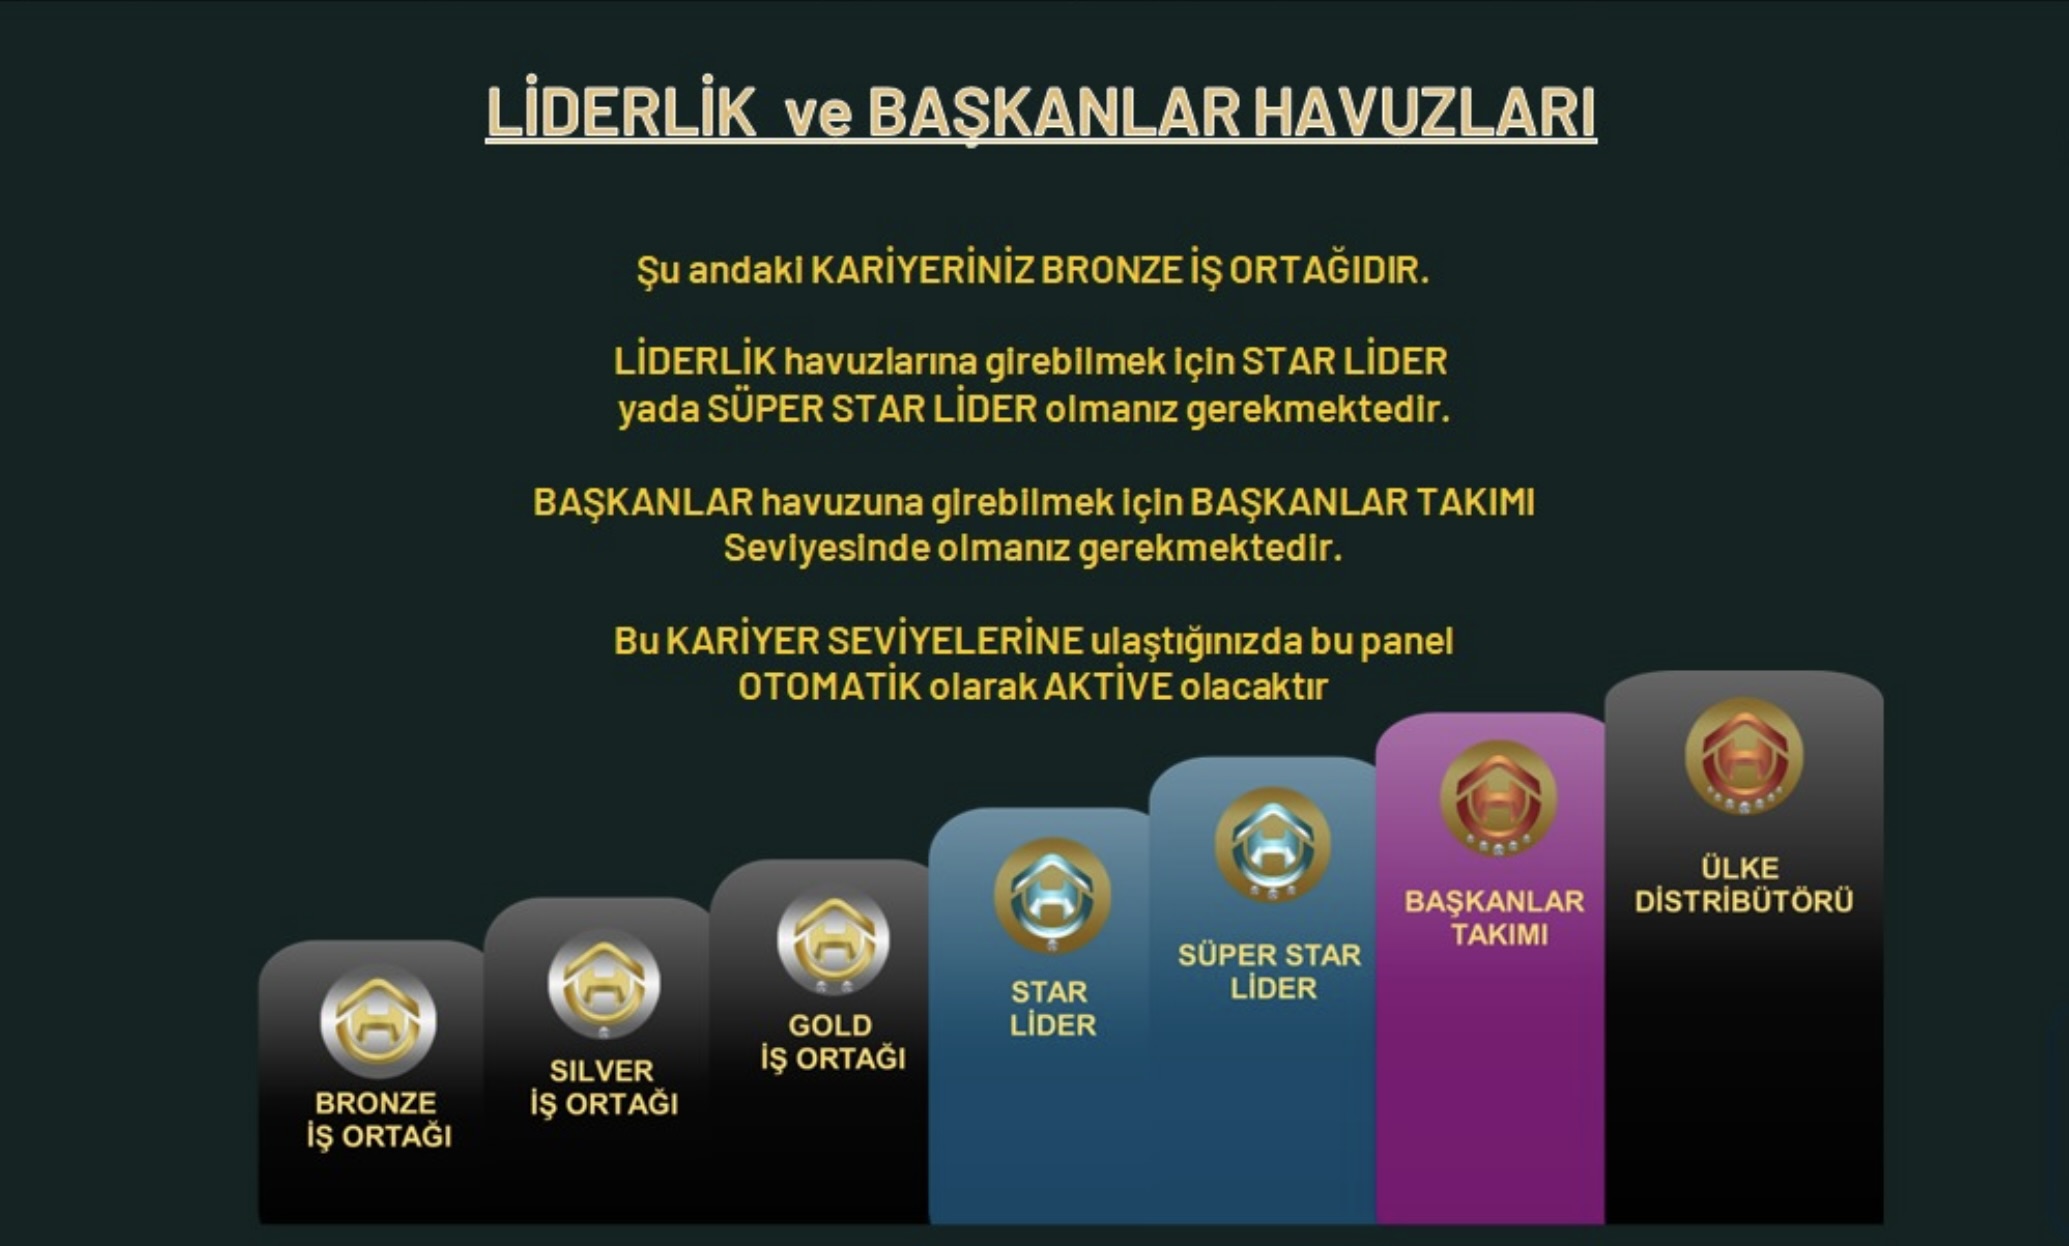 LİDERLİK ve BAŞKANLAR HAVUZLARI
Şu andaki KARİYERİNİZ BRONZE İŞ ORTAĞIDIR.
LİDERLİK havuzlarına girebilmek için STAR LİDER
yada SÜPER STAR LİDER olmanız gerekmektedir.
BAŞKANLAR havuzuna girebilmek için BAŞKANLAR TAKIMI
Seviyesinde olmanız gerekmektedir.
Bu KARİYER SEVİYELERİNE ulaştığınızda bu panel
OTOMATİK olarak AKTİVE olacaktır
BRONZE
İŞ ORTAĞI
SILVER
İŞ ORTAĞI
GOLD
İŞ ORTAĞI
STAR
LİDER
SÜPER STAR
LİDER
BAŞKANLAR
TAKIMI
ÜLKE
DİSTRİBÜTÖRÜ